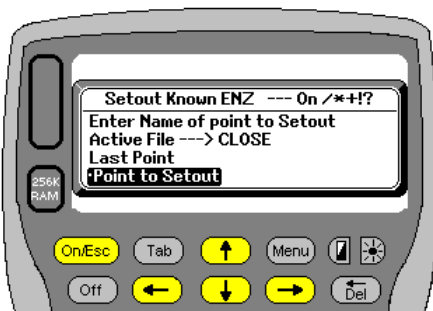 Setout Known ENZ --- On /*+!?
Enter Name of point to Setout
Active File ---> CLOSE
Last Point
·Point to Setout
256K
RAM
On/Esc Tab Menu
Off Del